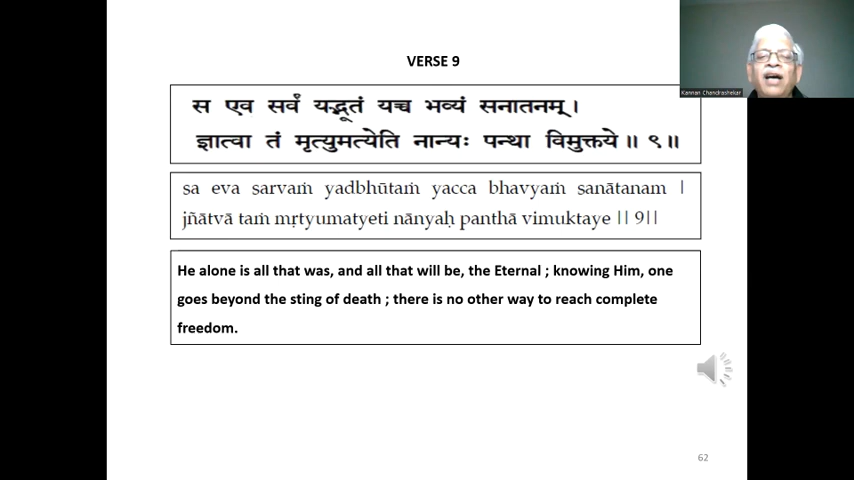 VERSE 9
स एव सर्वं यद्भूतं यच्च भव्यं सनातनम् ।
ज्ञात्वा तं मृत्युमत्येति नान्यः पन्था विमुक्तये ॥ ९ ॥
sa eva sarvaṁ yadbhūtaṁ yacca bhavyaṁ sanātanam |
jñātvā taṁ mṛtyumatyeti nānyaḥ panthā vimuktaye || 9||
He alone is all that was, and all that will be, the Eternal ; knowing Him, one
goes beyond the sting of death ; there is no other way to reach complete
freedom.
Kannan Chandrashekar
62